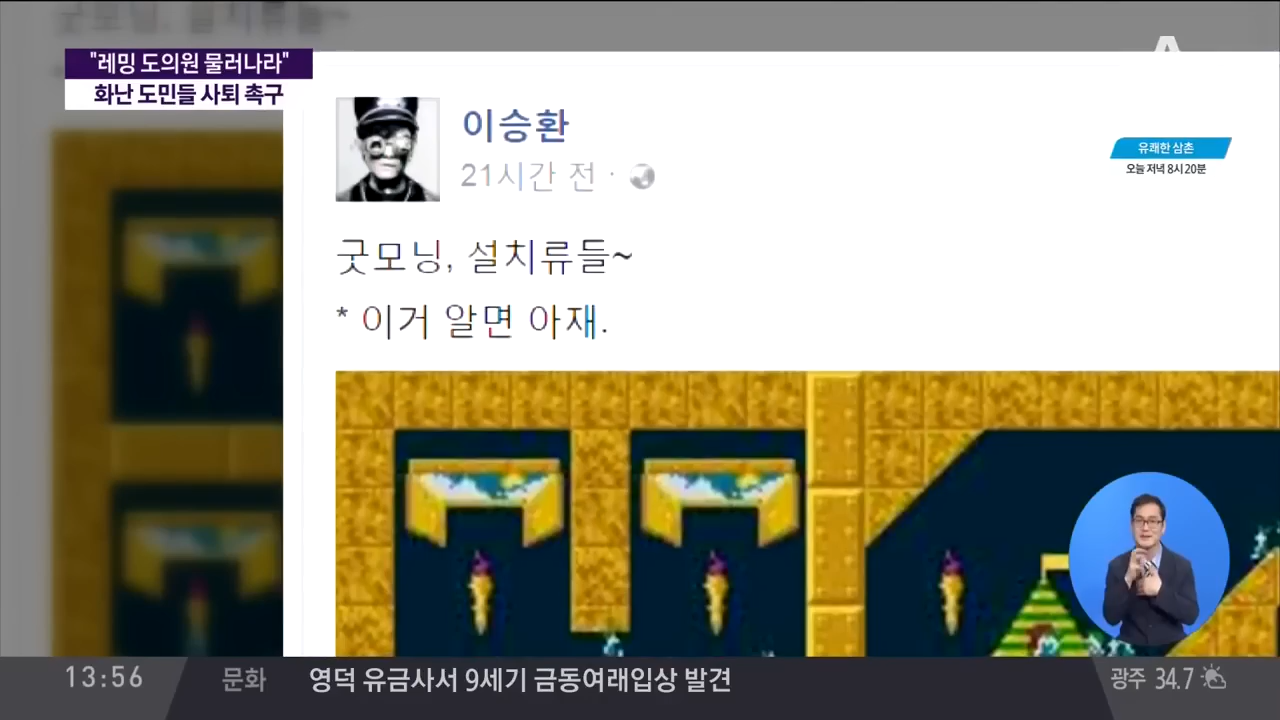 "레밍 도의원 물러나라"
화난 도민들 사퇴 촉구
이승환
21시간 전 ·
유쾌한 삼촌
오늘 저녁 8시 20분
굿모닝, 설치류들~
* 이거 알면 아재.
13:56
문화
영덕 유금사서 9세기 금동여래입상 발견
광주 34.7